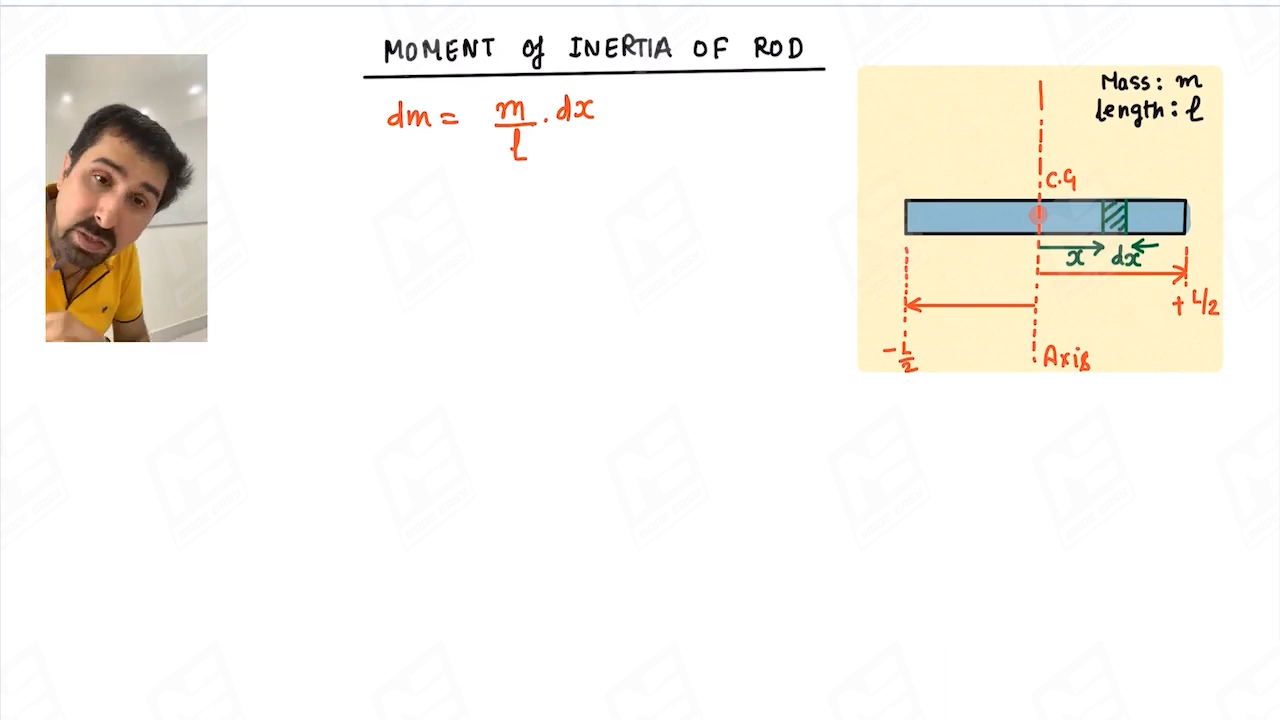 MOMENT of INERTIA OF ROD
dm = m/l . dx
Mass: m
Length: l
C.G
x dx
+ L/2
- L/2
Axis